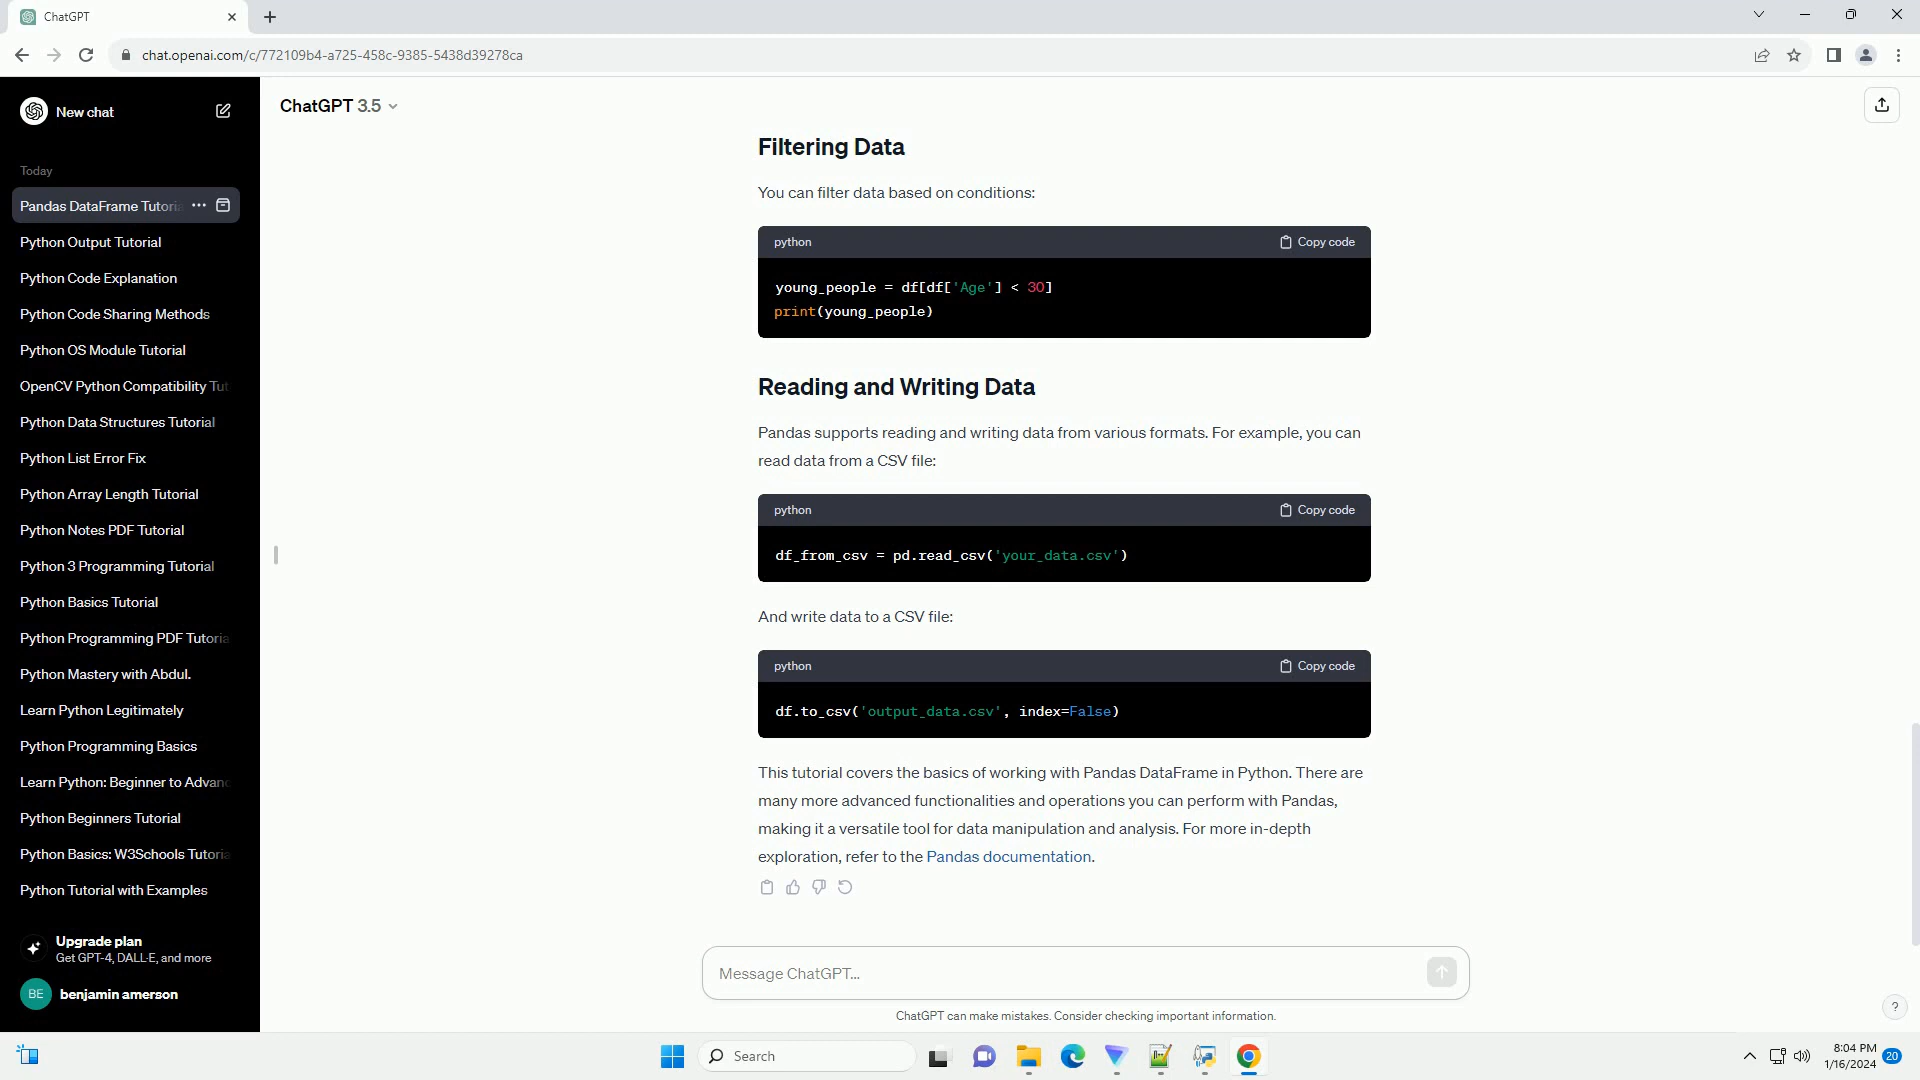 ChatGPT
chat.openai.com/c/772109b4-a725-458c-9385-5438d39278ca
New chat
Today
Pandas DataFrame Tutoria
Python Output Tutorial
Python Code Explanation
Python Code Sharing Methods
Python OS Module Tutorial
OpenCV Python Compatibility Tut
Python Data Structures Tutorial
Python List Error Fix
Python Array Length Tutorial
Python Notes PDF Tutorial
Python 3 Programming Tutorial
Python Basics Tutorial
Python Programming PDF Tutoria
Python Mastery with Abdul.
Learn Python Legitimately
Python Programming Basics
Learn Python: Beginner to Advanc
Python Beginners Tutorial
Python Basics: W3Schools Tutoria
Python Tutorial with Examples
Upgrade plan
Get GPT-4, DALL·E, and more
BE
benjamin amerson
ChatGPT 3.5
Filtering Data
You can filter data based on conditions:
python
Copy code
young_people = df[df['Age'] < 30]
print(young_people)
Reading and Writing Data
Pandas supports reading and writing data from various formats. For example, you can
read data from a CSV file:
python
Copy code
df_from_csv = pd.read_csv('your_data.csv')
And write data to a CSV file:
python
Copy code
df.to_csv('output_data.csv', index=False)
This tutorial covers the basics of working with Pandas DataFrame in Python. There are
many more advanced functionalities and operations you can perform with Pandas,
making it a versatile tool for data manipulation and analysis. For more in-depth
exploration, refer to the Pandas documentation.
Message ChatGPT...
ChatGPT can make mistakes. Consider checking important information.
?
Search
8:04 PM
1/16/2024
20